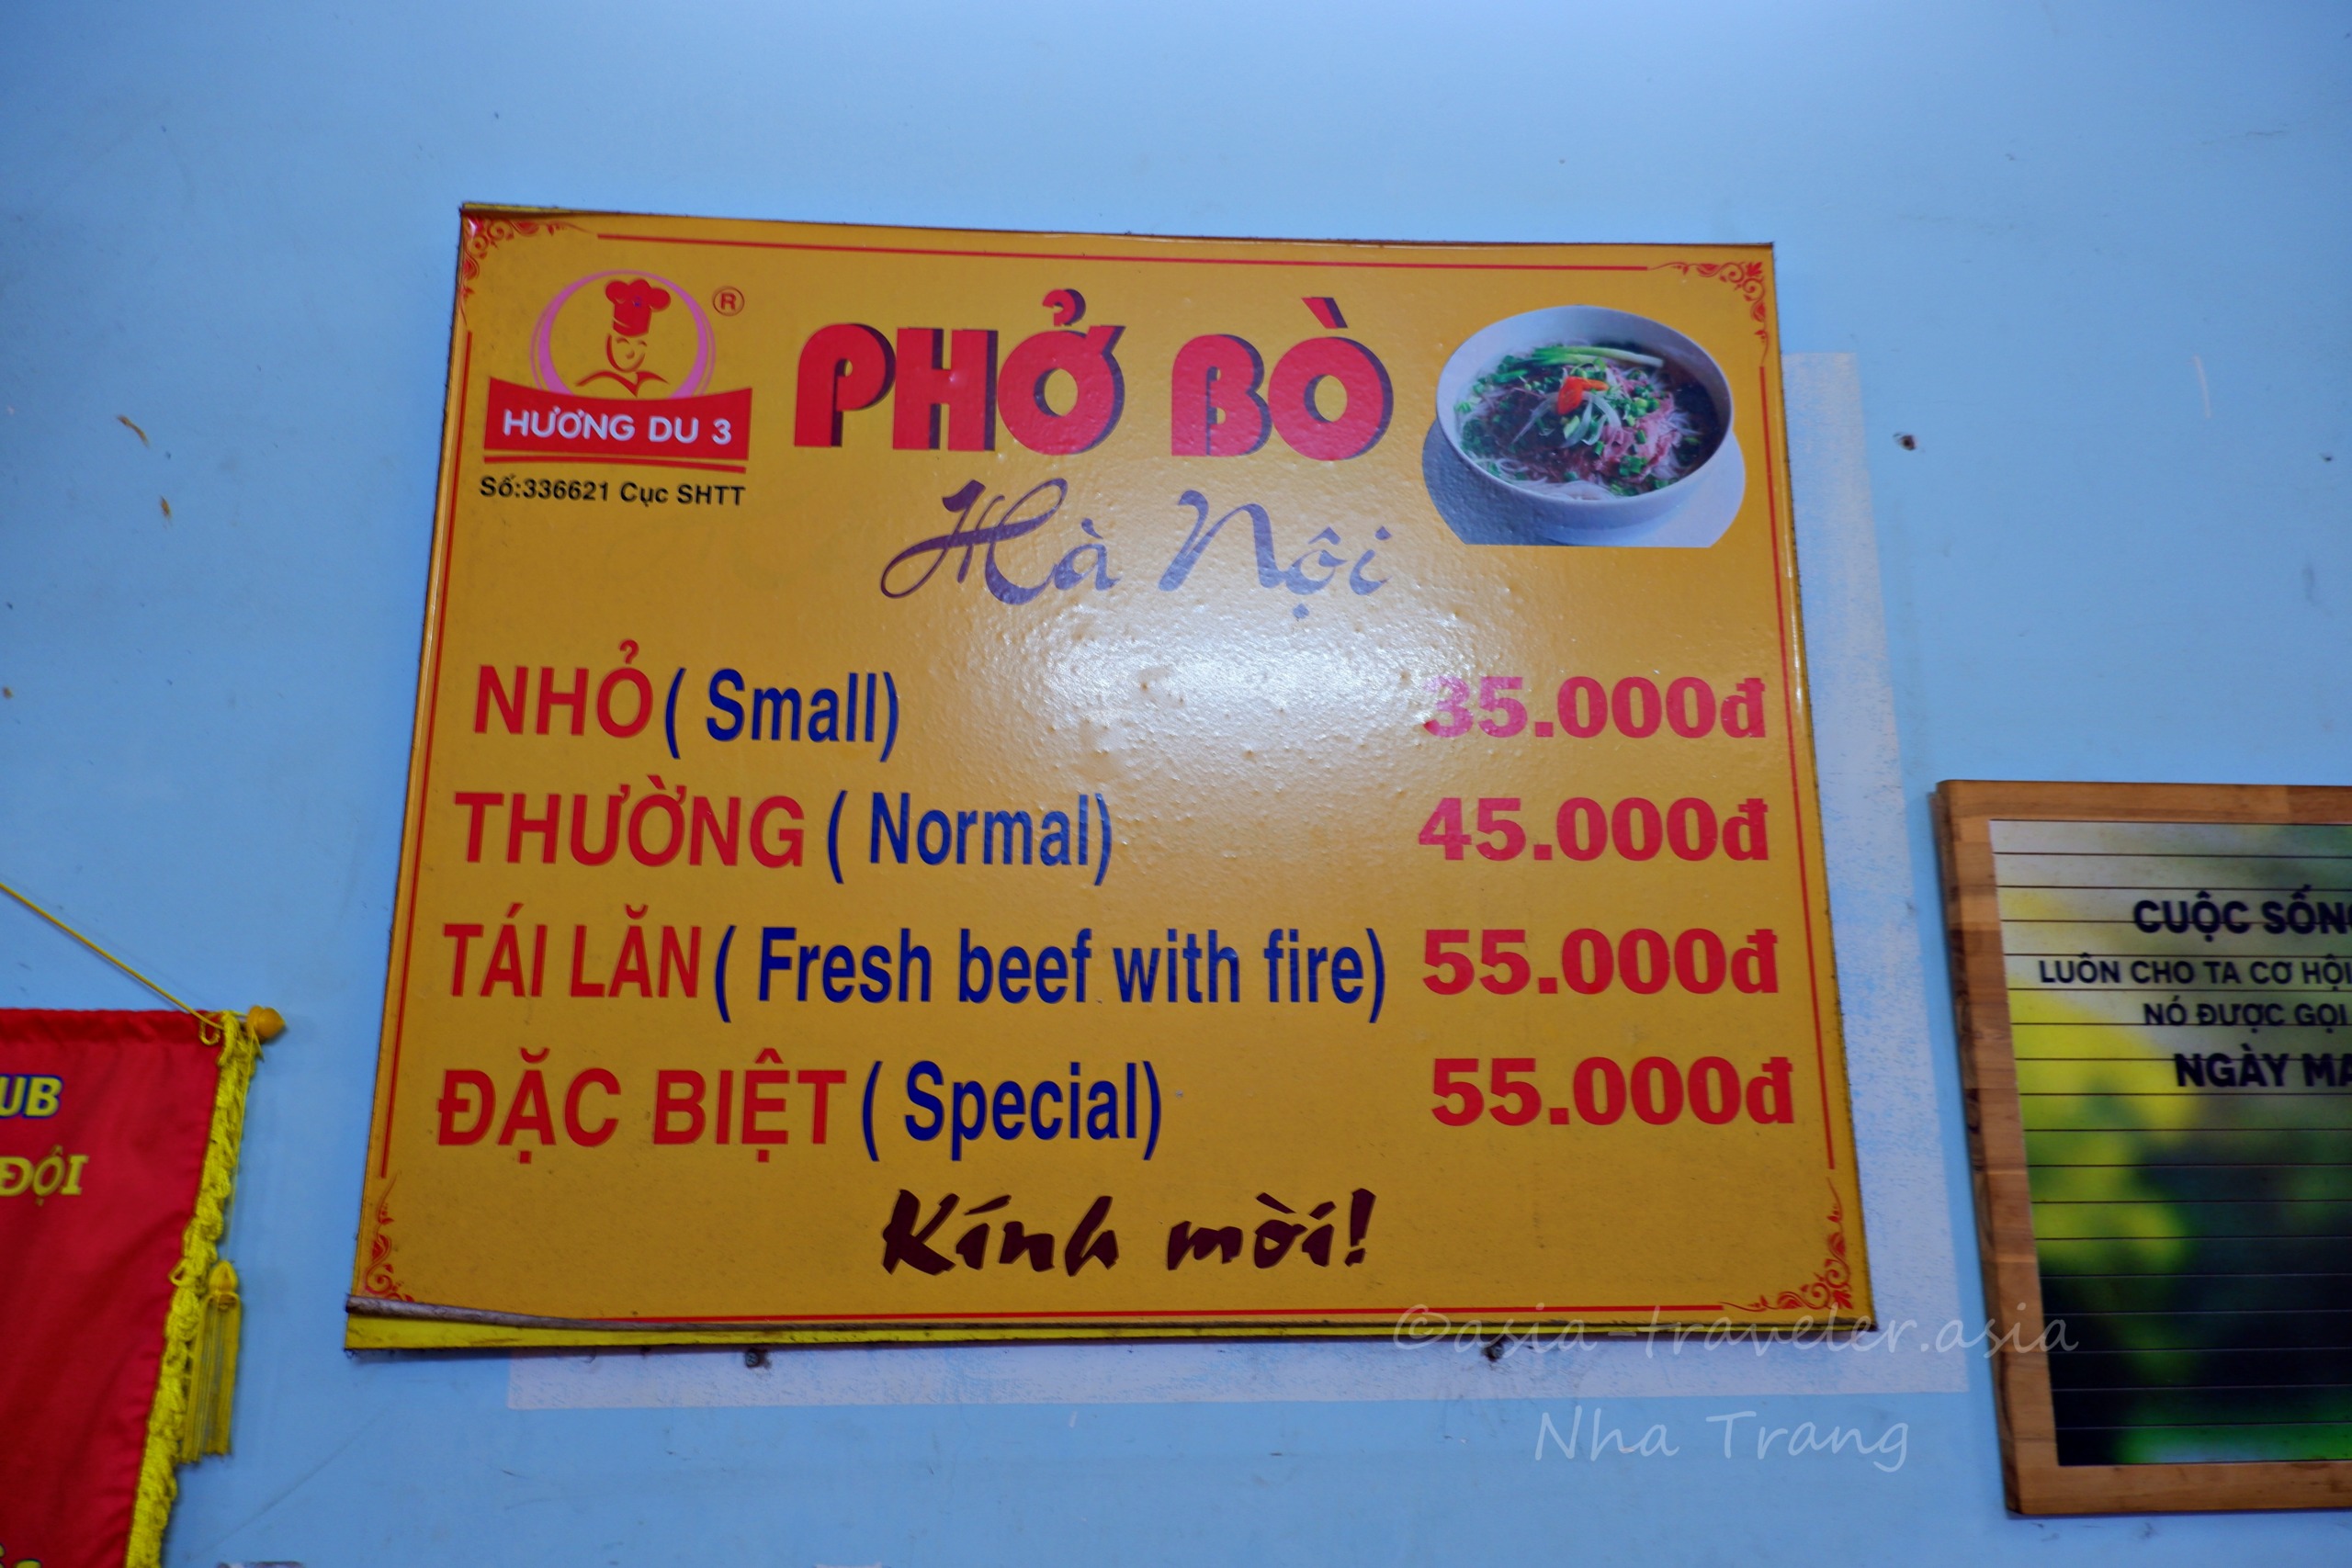 HƯƠNG DU 3
®
Số:336621 Cục SHTT
PHỞ BÒ
Hà Nội
NHỎ ( Small) 35.000đ
THƯỜNG ( Normal) 45.000đ
TÁI LĂN ( Fresh beef with fire) 55.000đ
ĐẶC BIỆT ( Special) 55.000đ
Kính mời!
UB
ĐỘI
CUỘC SỐNG
LUÔN CHO TA CƠ HỘI
NÓ ĐƯỢC GỌI
NGÀY MA
©asia-traveler.asia
Nha Trang